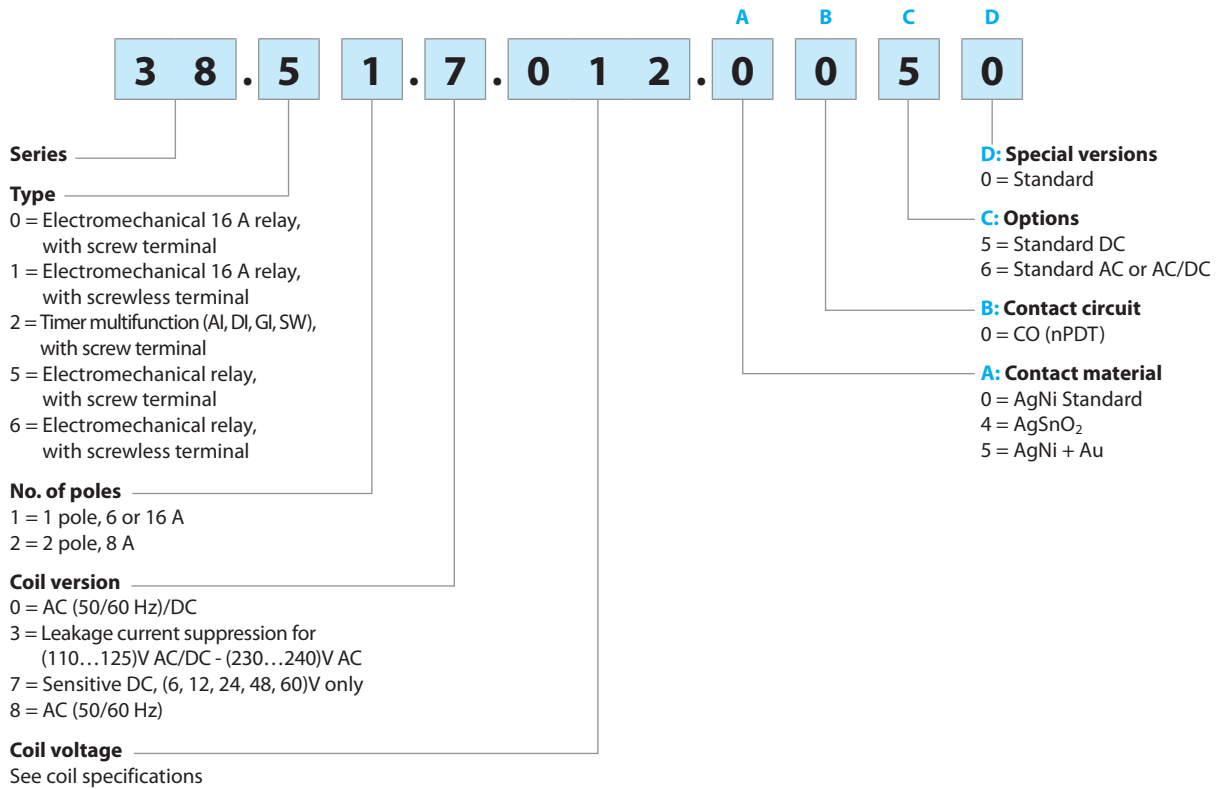 A B C D
3 8 . 5 1 . 7 . 0 1 2 . 0 0 5 0
Series
Type
0 = Electromechanical 16 A relay,
with screw terminal
1 = Electromechanical 16 A relay,
with screwless terminal
2 = Timer multifunction (AI, DI, GI, SW),
with screw terminal
5 = Electromechanical relay,
with screw terminal
6 = Electromechanical relay,
with screwless terminal
No. of poles
1 = 1 pole, 6 or 16 A
2 = 2 pole, 8 A
Coil version
0 = AC (50/60 Hz)/DC
3 = Leakage current suppression for
(110…125)V AC/DC - (230…240)V AC
7 = Sensitive DC, (6, 12, 24, 48, 60)V only
8 = AC (50/60 Hz)
Coil voltage
See coil specifications
D: Special versions
0 = Standard
C: Options
5 = Standard DC
6 = Standard AC or AC/DC
B: Contact circuit
0 = CO (nPDT)
A: Contact material
0 = AgNi Standard
4 = AgSnO₂
5 = AgNi + Au